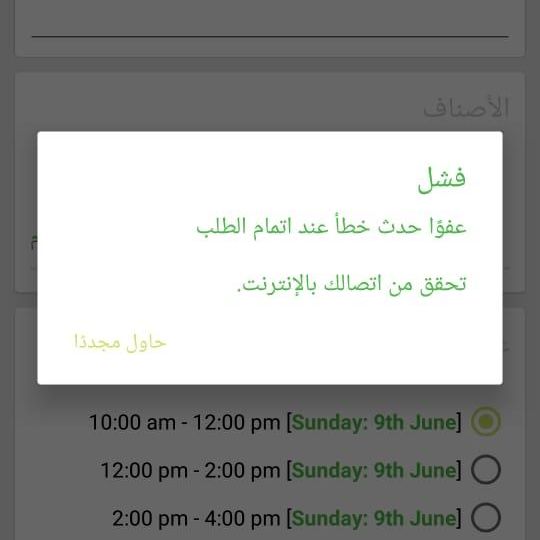 الأصناف
فشل
عفوًا حدث خطأ عند اتمام الطلب
تحقق من اتصالك بالإنترنت.
حاول مجددًا
10:00 am - 12:00 pm [Sunday: 9th June]
12:00 pm - 2:00 pm [Sunday: 9th June]
2:00 pm - 4:00 pm [Sunday: 9th June]